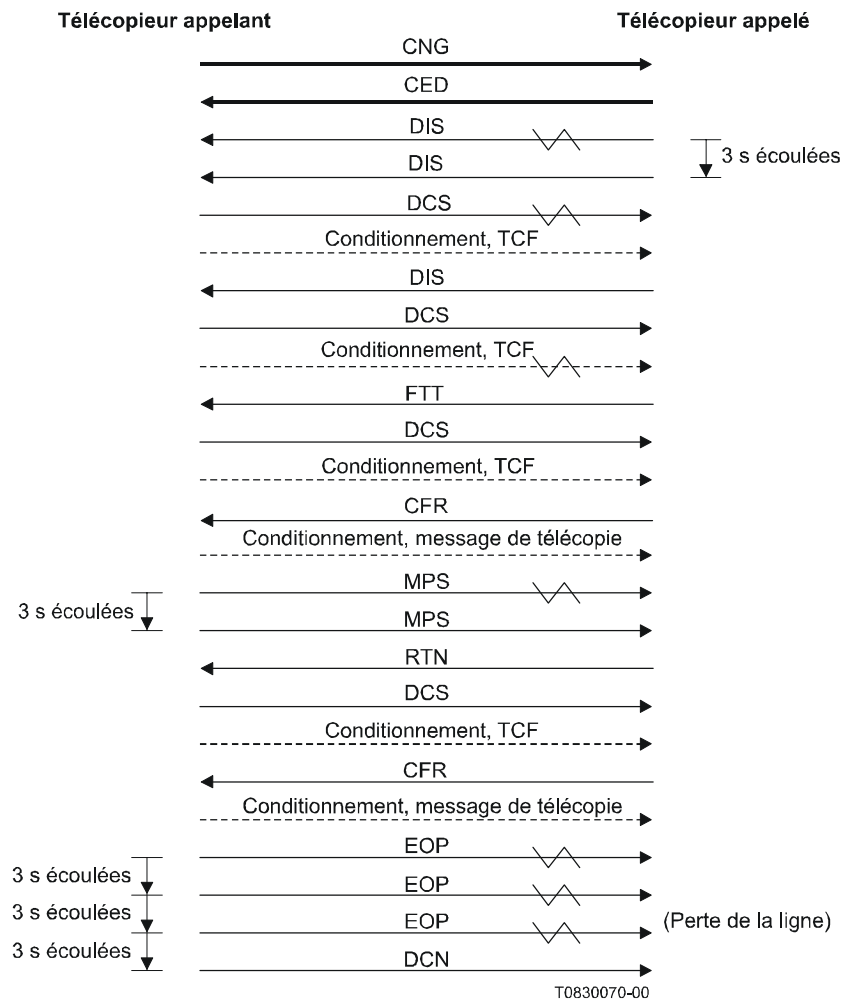 Télécopieur appelant
Télécopieur appelé
CNG
CED
DIS
3 s écoulées
DIS
DCS
Conditionnement, TCF
DIS
DCS
Conditionnement, TCF
FTT
DCS
Conditionnement, TCF
CFR
Conditionnement, message de télécopie
MPS
3 s écoulées
MPS
RTN
DCS
Conditionnement, TCF
CFR
Conditionnement, message de télécopie
EOP
3 s écoulées
EOP
3 s écoulées
EOP
(Perte de la ligne)
3 s écoulées
DCN
T0830070-00